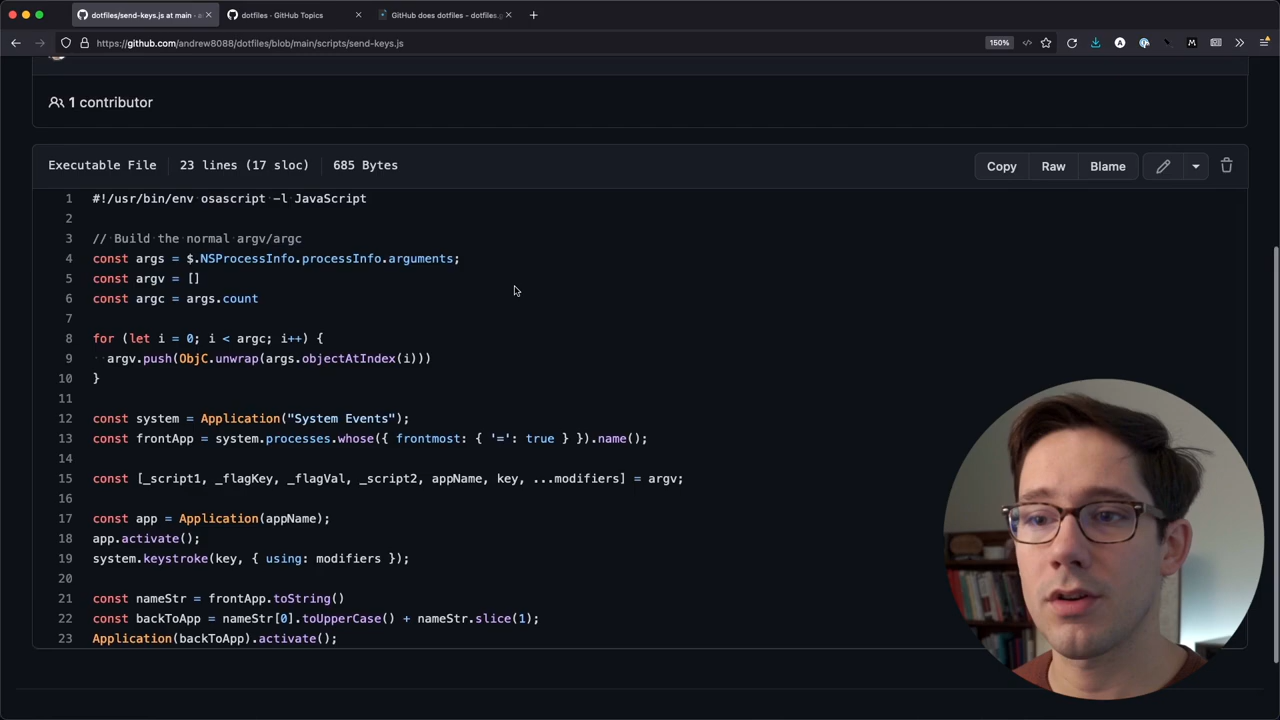 dotfiles/send-keys.js at main · a
dotfiles · GitHub Topics
GitHub does dotfiles - dotfiles.g
https://github.com/andrew8088/dotfiles/blob/main/scripts/send-keys.js
150%
1 contributor
Executable File
23 lines (17 sloc)
685 Bytes
Copy
Raw
Blame
1 #!/usr/bin/env osascript -l JavaScript
2
3 // Build the normal argv/argc
4 const args = $.NSProcessInfo.processInfo.arguments;
5 const argv = []
6 const argc = args.count
7
8 for (let i = 0; i < argc; i++) {
9   argv.push(ObjC.unwrap(args.objectAtIndex(i)))
10 }
11
12 const system = Application("System Events");
13 const frontApp = system.processes.whose({ frontmost: { '=': true } }).name();
14
15 const [_script1, _flagKey, _flagVal, _script2, appName, key, ...modifiers] = argv;
16
17 const app = Application(appName);
18 app.activate();
19 system.keystroke(key, { using: modifiers });
20
21 const nameStr = frontApp.toString()
22 const backToApp = nameStr[0].toUpperCase() + nameStr.slice(1);
23 Application(backToApp).activate();